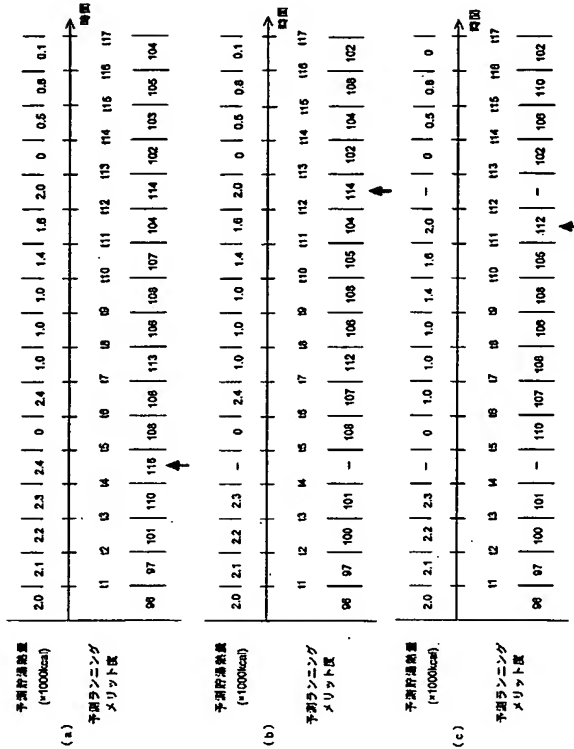 予測貯湯熱量 2.0 2.1 2.2 2.3 2.4 0 2.4 1.0 1.0 1.0 1.4 1.6 2.0 0 0.5 0.8 0.1
(*1000kcal)
(a) 時間
t1 t2 t3 t4 t5 t6 t7 t8 t9 t10 t11 t12 t13 t14 t15 t16 t17
予測ランニング
メリット度 96 97 101 110 115 108 106 113 106 108 107 104 114 102 103 105 104
予測貯湯熱量 2.0 2.1 2.2 2.3 − 0 2.4 1.0 1.0 1.0 1.4 1.6 2.0 0 0.5 0.8 0.1
(*1000kcal)
(b) 時間
t1 t2 t3 t4 t5 t6 t7 t8 t9 t10 t11 t12 t13 t14 t15 t16 t17
予測ランニング
メリット度 96 97 100 101 − 108 107 112 106 108 105 104 114 102 104 108 102
予測貯湯熱量 2.0 2.1 2.2 2.3 − 0 1.0 1.0 1.0 1.4 1.6 2.0 − 0 0.5 0.8 0
(*1000kcal)
(c) 時間
t1 t2 t3 t4 t5 t6 t7 t8 t9 t10 t11 t12 t13 t14 t15 t16 t17
予測ランニング
メリット度 96 97 100 101 − 110 107 108 106 108 105 112 − 102 106 110 102